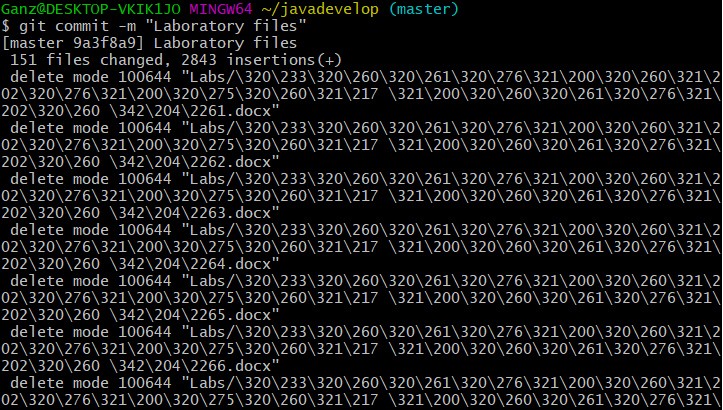 Ganz@DESKTOP-VKIK1JO MINGW64 ~/javadevelop (master)
$ git commit -m "Laboratory files"
[master 9a3f8a9] Laboratory files
151 files changed, 2843 insertions(+)
delete mode 100644 "Labs/\320\233\320\260\320\261\320\276\321\200\320\260\321\2
02\320\276\321\200\320\275\320\260\321\217 \321\200\320\260\320\261\320\276\321\
202\320\260 \342\204\2261.docx"
delete mode 100644 "Labs/\320\233\320\260\320\261\320\276\321\200\320\260\321\2
02\320\276\321\200\320\275\320\260\321\217 \321\200\320\260\320\261\320\276\321\
202\320\260 \342\204\2262.docx"
delete mode 100644 "Labs/\320\233\320\260\320\261\320\276\321\200\320\260\321\2
02\320\276\321\200\320\275\320\260\321\217 \321\200\320\260\320\261\320\276\321\
202\320\260 \342\204\2263.docx"
delete mode 100644 "Labs/\320\233\320\260\320\261\320\276\321\200\320\260\321\2
02\320\276\321\200\320\275\320\260\321\217 \321\200\320\260\320\261\320\276\321\
202\320\260 \342\204\2264.docx"
delete mode 100644 "Labs/\320\233\320\260\320\261\320\276\321\200\320\260\321\2
02\320\276\321\200\320\275\320\260\321\217 \321\200\320\260\320\261\320\276\321\
202\320\260 \342\204\2265.docx"
delete mode 100644 "Labs/\320\233\320\260\320\261\320\276\321\200\320\260\321\2
02\320\276\321\200\320\275\320\260\321\217 \321\200\320\260\320\261\320\276\321\
202\320\260 \342\204\2266.docx"
delete mode 100644 "Labs/\320\233\320\260\320\261\320\276\321\200\320\260\321\2
02\320\276\321\200\320\275\320\260\321\217 \321\200\320\260\320\261\320\276\321\